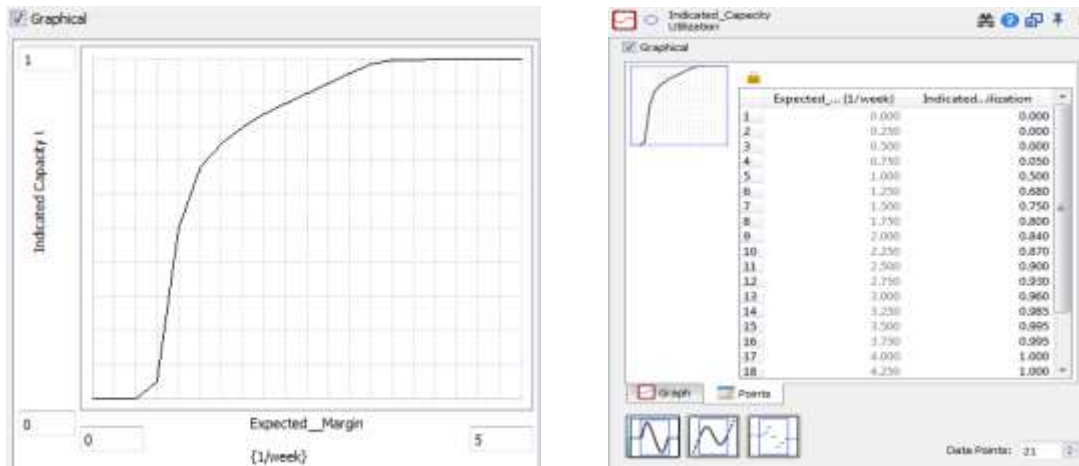 Graphical
1
Indicated Capacity I
0
0
Expected__Margin
5
{1/week}
Indicated_Capacity
Utilization
Graphical
Expected_... {1/week} Indicated...ilization
1 0.000 0.000
2 0.250 0.000
3 0.500 0.000
4 0.750 0.050
5 1.000 0.500
6 1.250 0.680
7 1.500 0.750
8 1.750 0.800
9 2.000 0.840
10 2.250 0.870
11 2.500 0.900
12 2.750 0.930
13 3.000 0.960
14 3.250 0.985
15 3.500 0.995
16 3.750 0.995
17 4.000 1.000
18 4.250 1.000
Graph Points
Data Points: 21